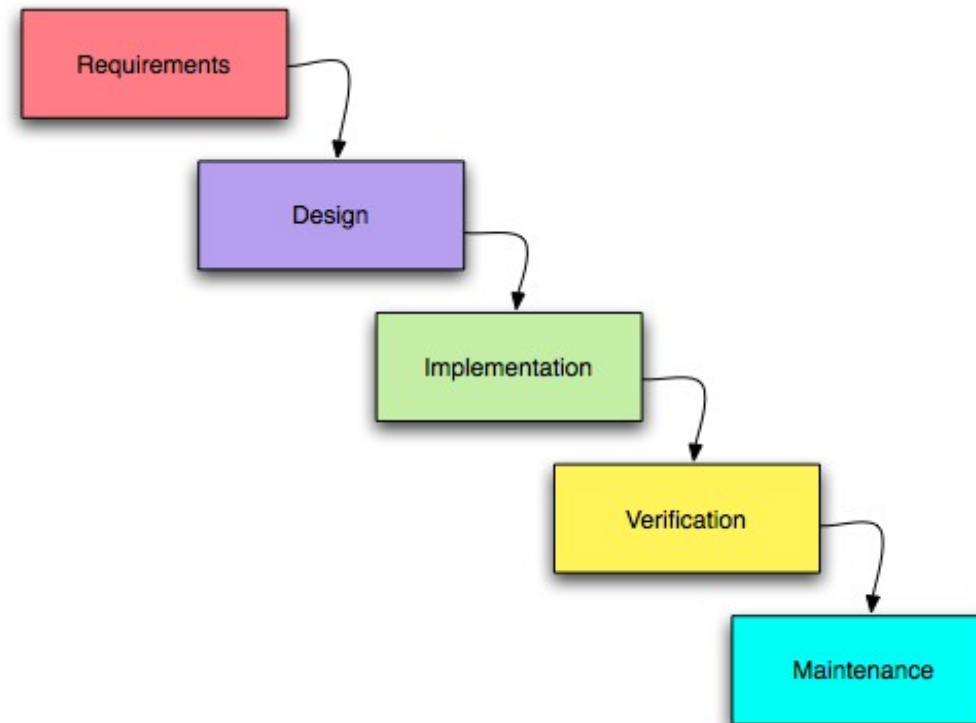 Requirements
Design
Implementation
Verification
Maintenance